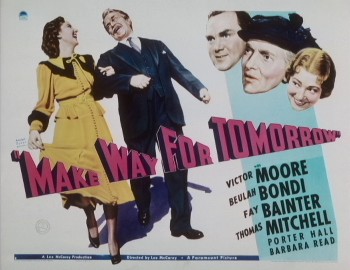 "MAKE WAY FOR TOMORROW"
VICTOR MOORE
BEULAH BONDI
FAY BAINTER
THOMAS MITCHELL
PORTER HALL
BARBARA READ
A Leo McCarey Production
Directed by Leo McCarey
A Paramount Picture